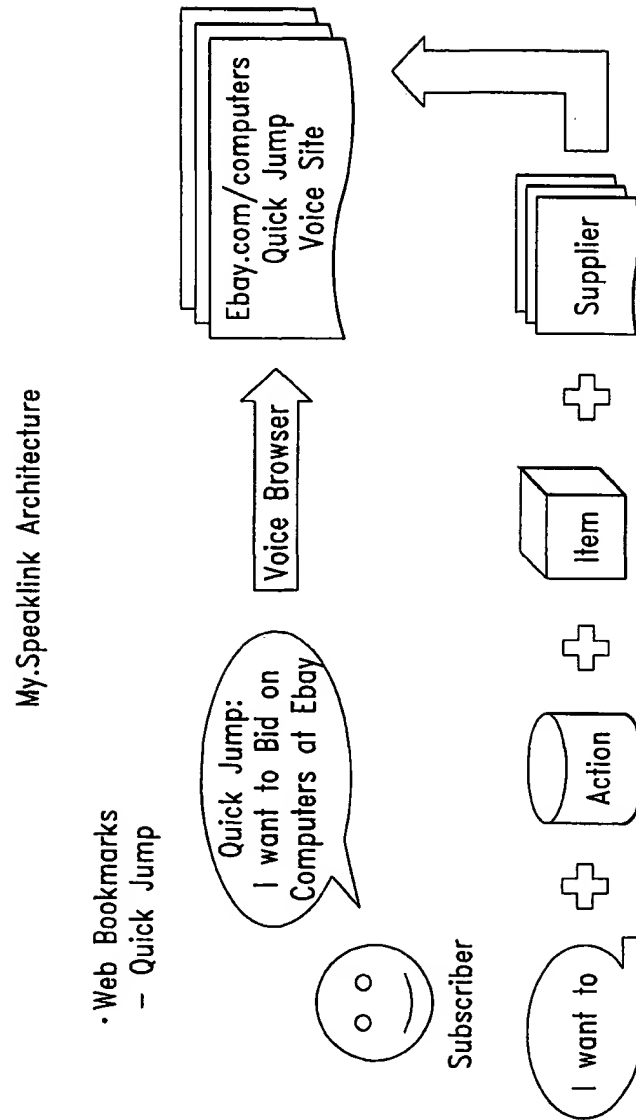 My.Speaklink Architecture
· Web Bookmarks
– Quick Jump
Quick Jump:
I want to Bid on
Computers at Ebay
Voice Browser
Ebay.com/computers
Quick Jump
Voice Site
Subscriber
I want to
Action
Item
Supplier